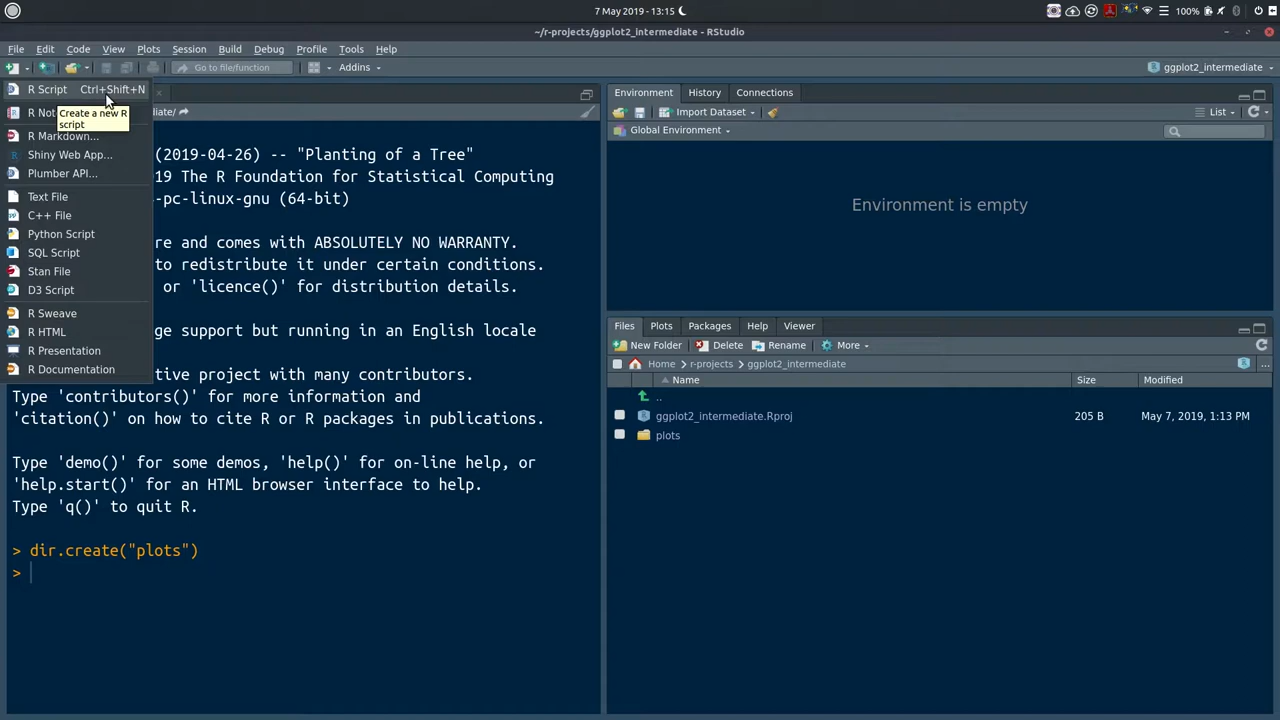 7 May 2019 - 13:15
100%
~/r-projects/ggplot2_intermediate - RStudio
File Edit Code View Plots Session Build Debug Profile Tools Help
Go to file/function
Addins
ggplot2_intermediate
R Script Ctrl+Shift+N
R Not
Create a new R
script
R Markdown...
Shiny Web App...
Plumber API...
Text File
C++ File
Python Script
SQL Script
Stan File
D3 Script
R Sweave
R HTML
R Presentation
R Documentation
mediate/
(2019-04-26) -- "Planting of a Tree"
19 The R Foundation for Statistical Computing
-pc-linux-gnu (64-bit)
re and comes with ABSOLUTELY NO WARRANTY.
to redistribute it under certain conditions.
or 'licence()' for distribution details.
ge support but running in an English locale
tive project with many contributors.
Type 'contributors()' for more information and
'citation()' on how to cite R or R packages in publications.
Type 'demo()' for some demos, 'help()' for on-line help, or
'help.start()' for an HTML browser interface to help.
Type 'q()' to quit R.
> dir.create("plots")
>
Environment History Connections
Import Dataset
List
Global Environment
Environment is empty
Files Plots Packages Help Viewer
New Folder Delete Rename More
Home r-projects ggplot2_intermediate
...
Name Size Modified
..
ggplot2_intermediate.Rproj 205 B May 7, 2019, 1:13 PM
plots